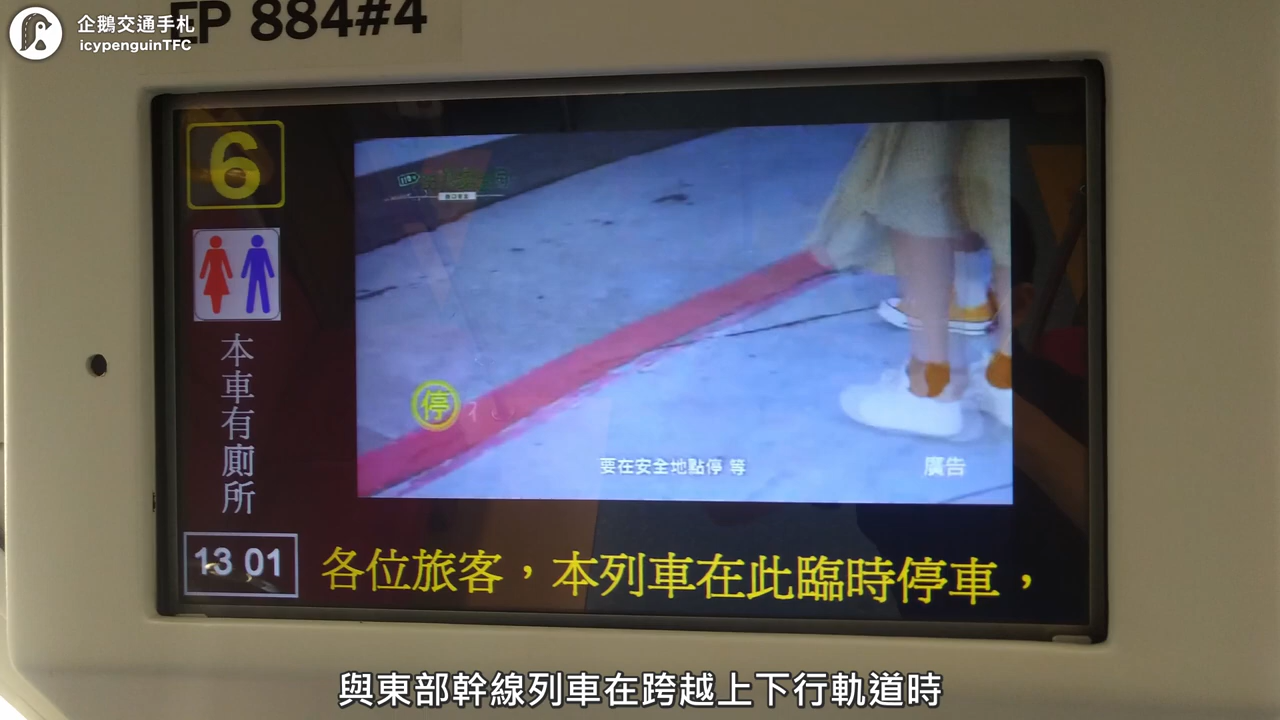 企鵝交通手札
icypenguinTFC
EP 884#4
6
本車有廁所
停
要在安全地點停 等
廣告
13 01
各位旅客，本列車在此臨時停車，
與東部幹線列車在跨越上下行軌道時